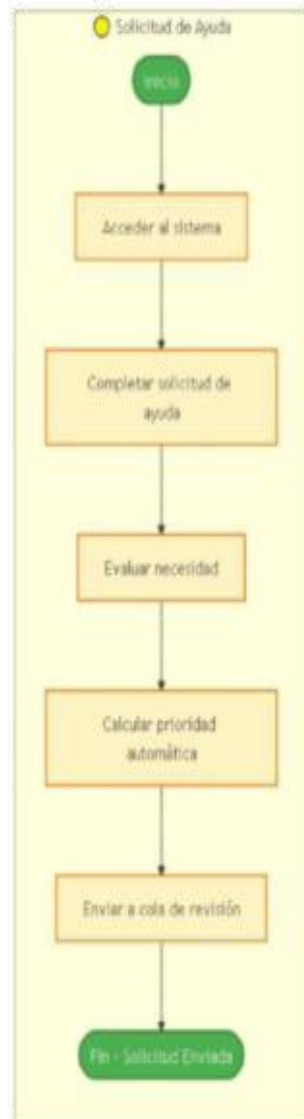 Solicitud de Ayuda
Inicio
Acceder al sistema
Completar solicitud de
ayuda
Evaluar necesidad
Calcular prioridad
automática
Enviar a cola de revisión
Fin - Solicitud Enviada